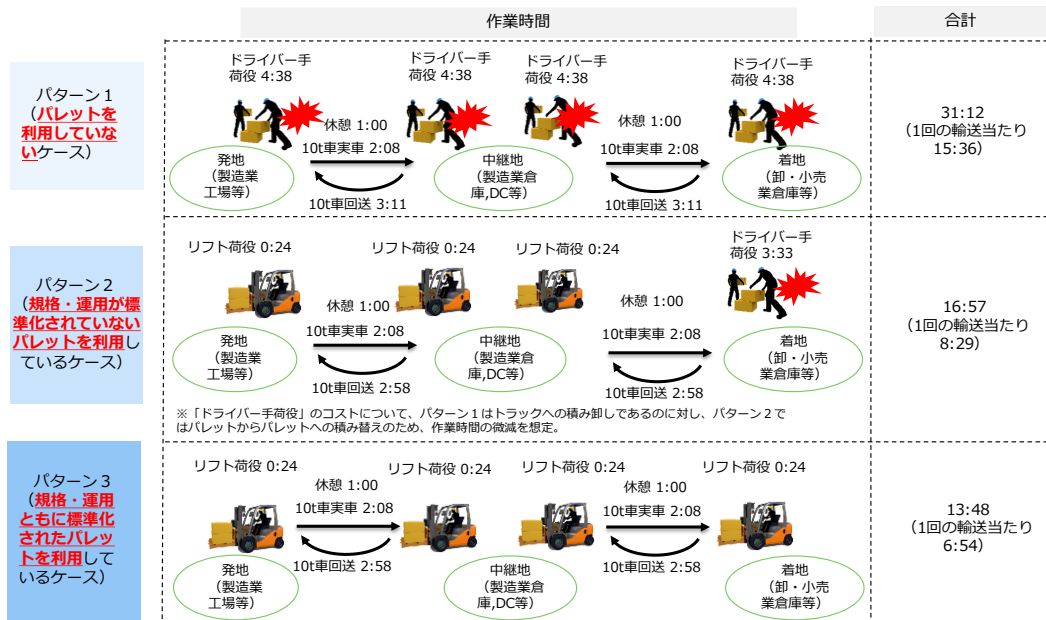 作業時間
合計
パターン１
（パレットを
利用していな
いケース）
ドライバー手
荷役 4:38
ドライバー手
荷役 4:38
ドライバー手
荷役 4:38
ドライバー手
荷役 4:38
休憩 1:00
10t車実車 2:08
10t車回送 3:11
休憩 1:00
10t車実車 2:08
10t車回送 3:11
発地
（製造業
工場等）
中継地
（製造業倉
庫,DC等）
着地
（卸・小売
業倉庫等）
31:12
（1回の輸送当たり
15:36）
パターン２
（規格・運用が標
準化されていない
パレットを利用し
ているケース）
リフト荷役 0:24
リフト荷役 0:24
リフト荷役 0:24
ドライバー手
荷役 3:33
休憩 1:00
10t車実車 2:08
10t車回送 2:58
休憩 1:00
10t車実車 2:08
10t車回送 2:58
発地
（製造業
工場等）
中継地
（製造業倉
庫,DC等）
着地
（卸・小売
業倉庫等）
16:57
（1回の輸送当たり
8:29）
※「ドライバー手荷役」のコストについて、パターン１はトラックへの積み卸しであるのに対し、パターン２で
はパレットからパレットへの積み替えのため、作業時間の微減を想定。
パターン３
（規格・運用
ともに標準化
されたパレッ
トを利用して
いるケース）
リフト荷役 0:24
リフト荷役 0:24
リフト荷役 0:24
リフト荷役 0:24
休憩 1:00
10t車実車 2:08
10t車回送 2:58
休憩 1:00
10t車実車 2:08
10t車回送 2:58
発地
（製造業
工場等）
中継地
（製造業倉
庫,DC等）
着地
（卸・小売
業倉庫等）
13:48
（1回の輸送当たり
6:54）